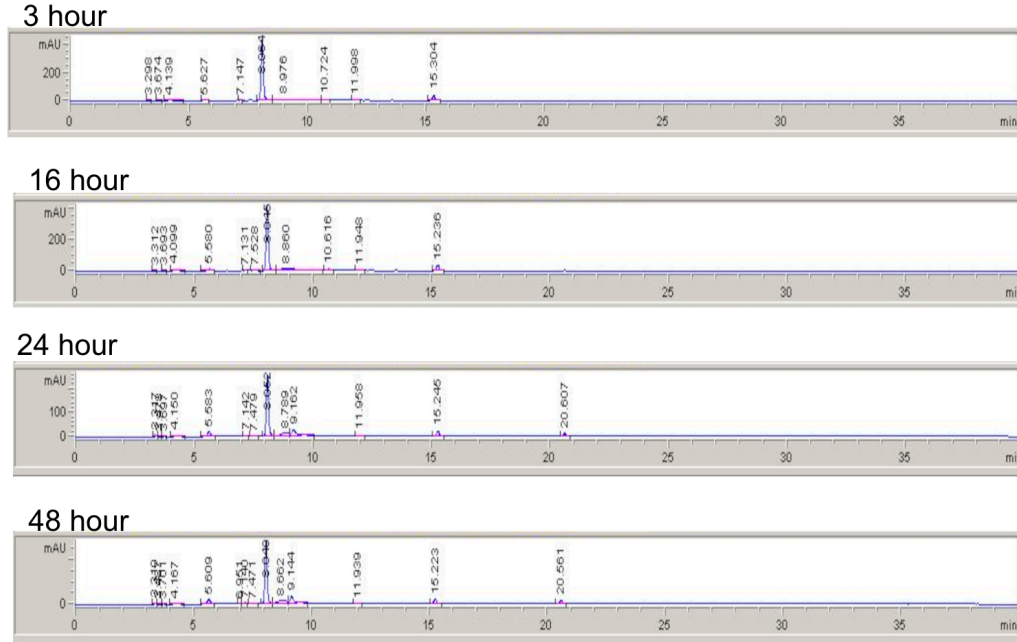 3 hour
mAU
200
0
3.298 3.674 4.139 5.627 7.147 8.064 8.976 10.724 11.998 15.304
0 5 10 15 20 25 30 35 min
16 hour
mAU
200
0
3.312 3.693 4.099 5.580 7.131 7.528 8.045 8.860 10.616 11.948 15.236
0 5 10 15 20 25 30 35 mi
24 hour
mAU
100
0
3.697 4.150 5.583 7.142 7.479 8.052 8.789 9.162 11.958 15.245 20.607
0 5 10 15 20 25 30 35 mi
48 hour
mAU
0
4.167 5.609 7.471 8.049 8.662 9.144 11.939 15.223 20.561
0 5 10 15 20 25 30 35 min